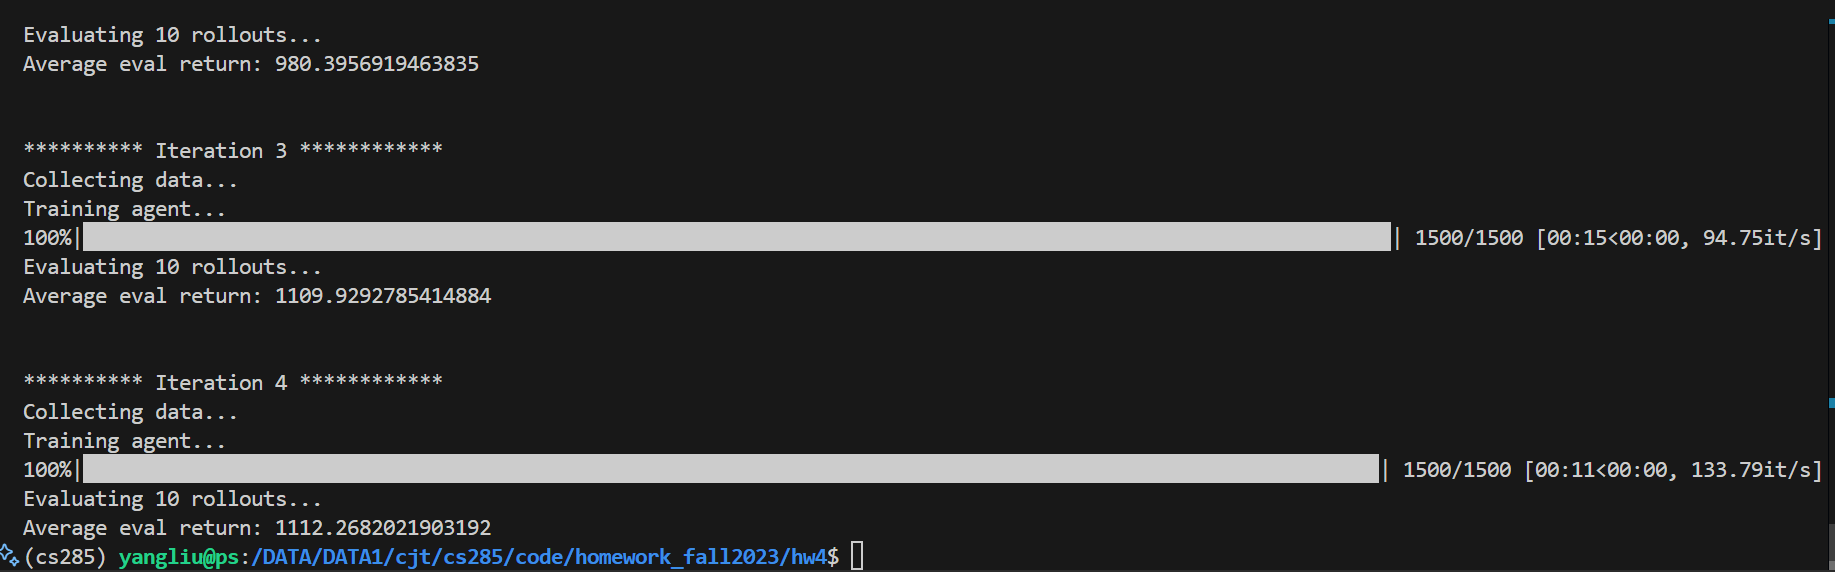 Evaluating 10 rollouts...
Average eval return: 980.3956919463835
********** Iteration 3 ************
Collecting data...
Training agent...
100%| | 1500/1500 [00:15<00:00, 94.75it/s]
Evaluating 10 rollouts...
Average eval return: 1109.9292785414884
********** Iteration 4 ************
Collecting data...
Training agent...
100%| | 1500/1500 [00:11<00:00, 133.79it/s]
Evaluating 10 rollouts...
Average eval return: 1112.2682021903192
(cs285) yangliu@ps:/DATA/DATA1/cjt/cs285/code/homework_fall2023/hw4$